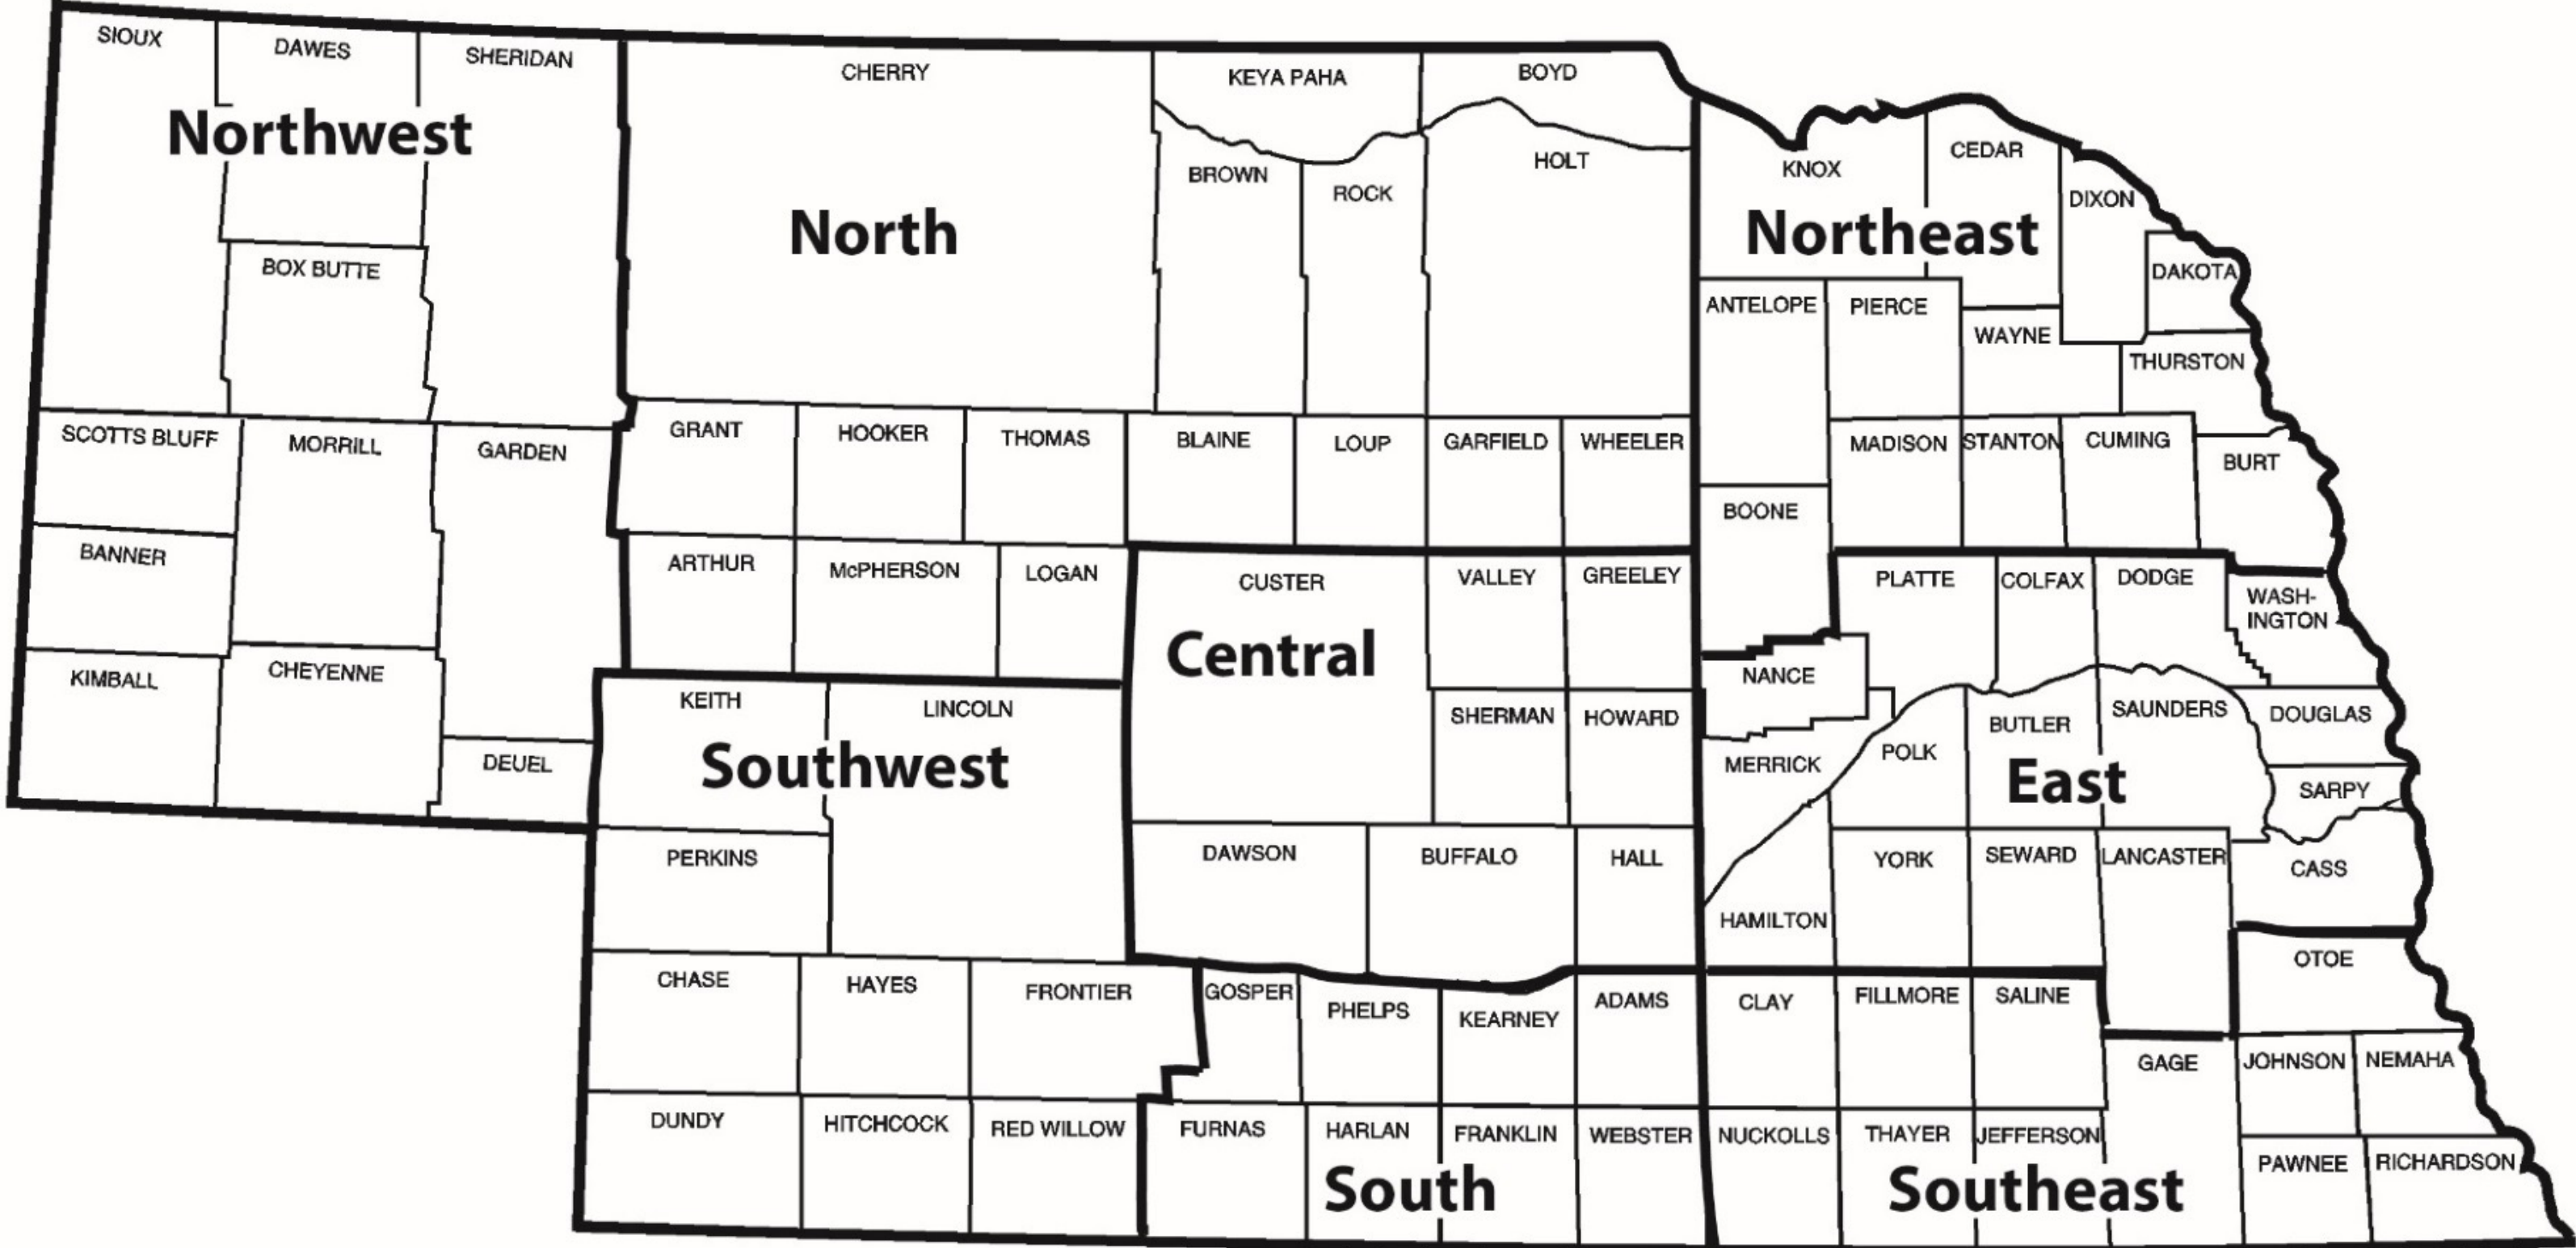 SIOUX
DAWES
SHERIDAN
CHERRY
KEYA PAHA
BOYD
Northwest
BROWN
ROCK
HOLT
KNOX
CEDAR
DIXON
North
Northeast
BOX BUTTE
DAKOTA
ANTELOPE
PIERCE
WAYNE
THURSTON
SCOTTS BLUFF
MORRILL
GARDEN
GRANT
HOOKER
THOMAS
BLAINE
LOUP
GARFIELD
WHEELER
MADISON
STANTON
CUMING
BURT
BOONE
BANNER
ARTHUR
McPHERSON
LOGAN
CUSTER
VALLEY
GREELEY
PLATTE
COLFAX
DODGE
WASH-
INGTON
Central
KIMBALL
CHEYENNE
NANCE
KEITH
LINCOLN
SHERMAN
HOWARD
BUTLER
SAUNDERS
DOUGLAS
Southwest
DEUEL
MERRICK
POLK
East
SARPY
PERKINS
DAWSON
BUFFALO
HALL
YORK
SEWARD
LANCASTER
CASS
HAMILTON
OTOE
CHASE
HAYES
FRONTIER
GOSPER
PHELPS
KEARNEY
ADAMS
CLAY
FILLMORE
SALINE
GAGE
JOHNSON
NEMAHA
DUNDY
HITCHCOCK
RED WILLOW
FURNAS
HARLAN
FRANKLIN
WEBSTER
NUCKOLLS
THAYER
JEFFERSON
PAWNEE
RICHARDSON
South
Southeast